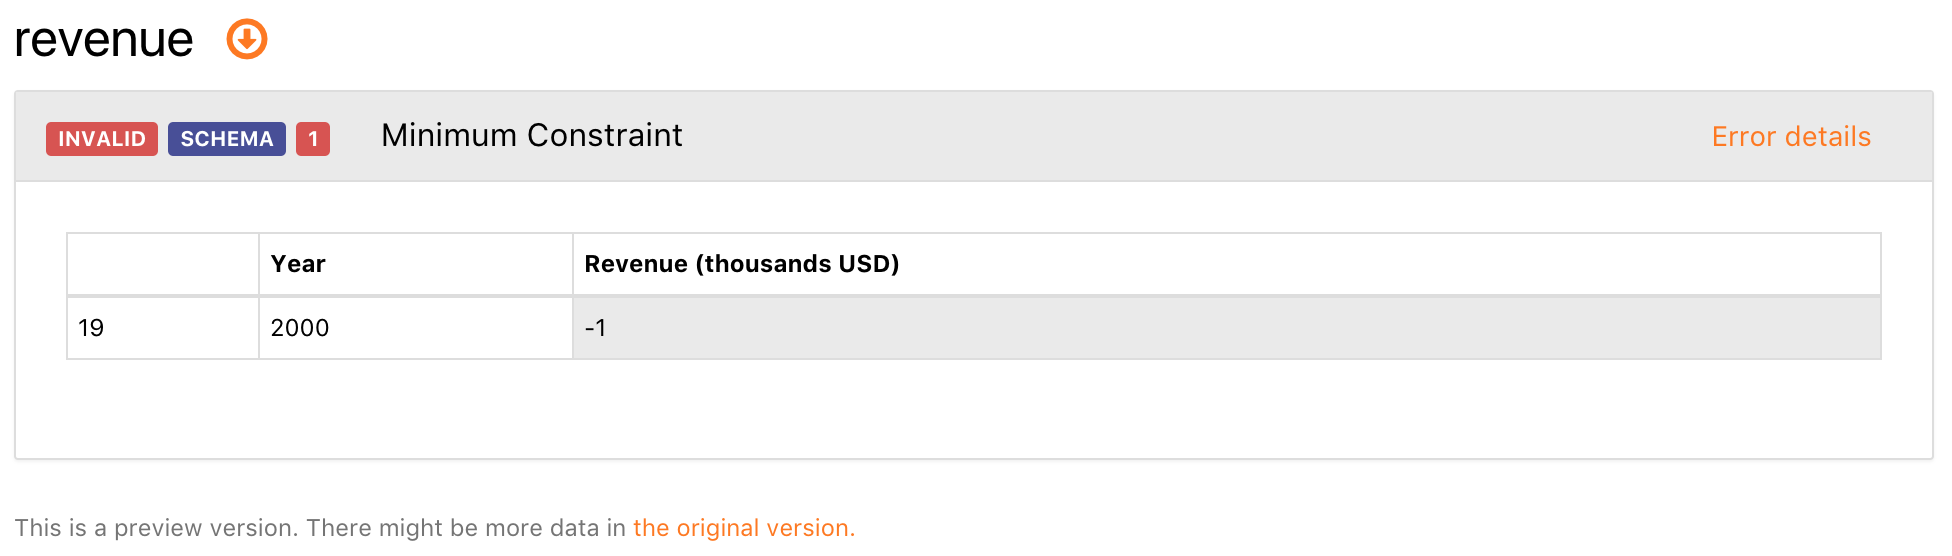 revenue
INVALID SCHEMA 1 Minimum Constraint Error details
Year Revenue (thousands USD)
19 2000 -1
This is a preview version. There might be more data in the original version.